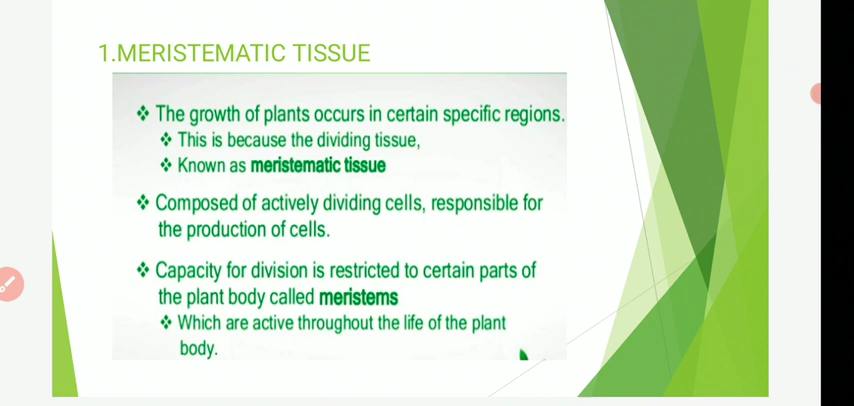 1.MERISTEMATIC TISSUE
❖ The growth of plants occurs in certain specific regions.
❖ This is because the dividing tissue,
❖ Known as meristematic tissue
❖ Composed of actively dividing cells, responsible for
the production of cells.
❖ Capacity for division is restricted to certain parts of
the plant body called meristems
❖ Which are active throughout the life of the plant
body.